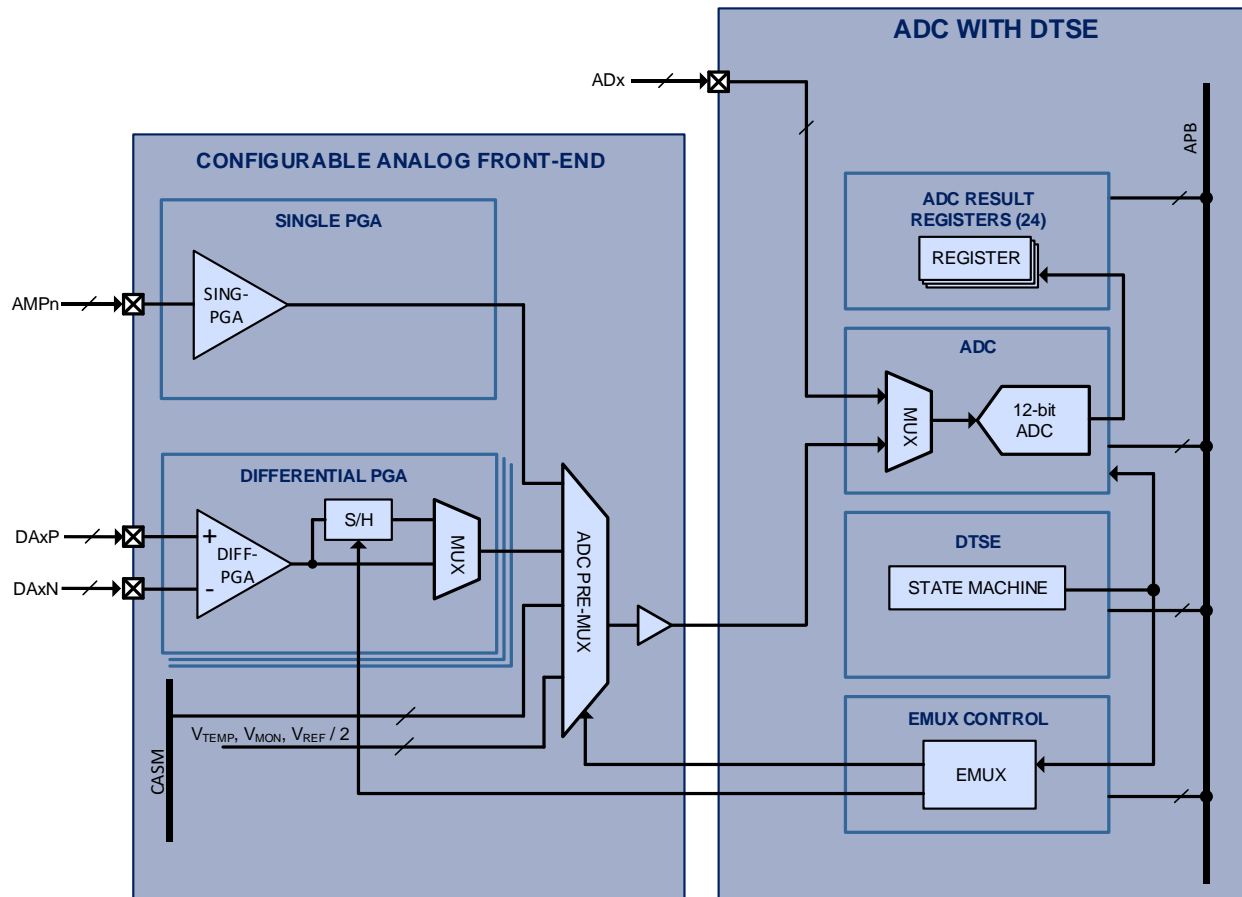 ADC WITH DTSE
ADx
APB
CONFIGURABLE ANALOG FRONT-END
SINGLE PGA
SING-
PGA
AMPn
ADC RESULT
REGISTERS (24)
REGISTER
ADC
MUX
12-bit
ADC
DIFFERENTIAL PGA
S/H
MUX
DAxP
+
DIFF-
PGA
-
DAxN
ADC PRE-MUX
DTSE
STATE MACHINE
EMUX CONTROL
EMUX
VTEMP, VMON, VREF / 2
CASM